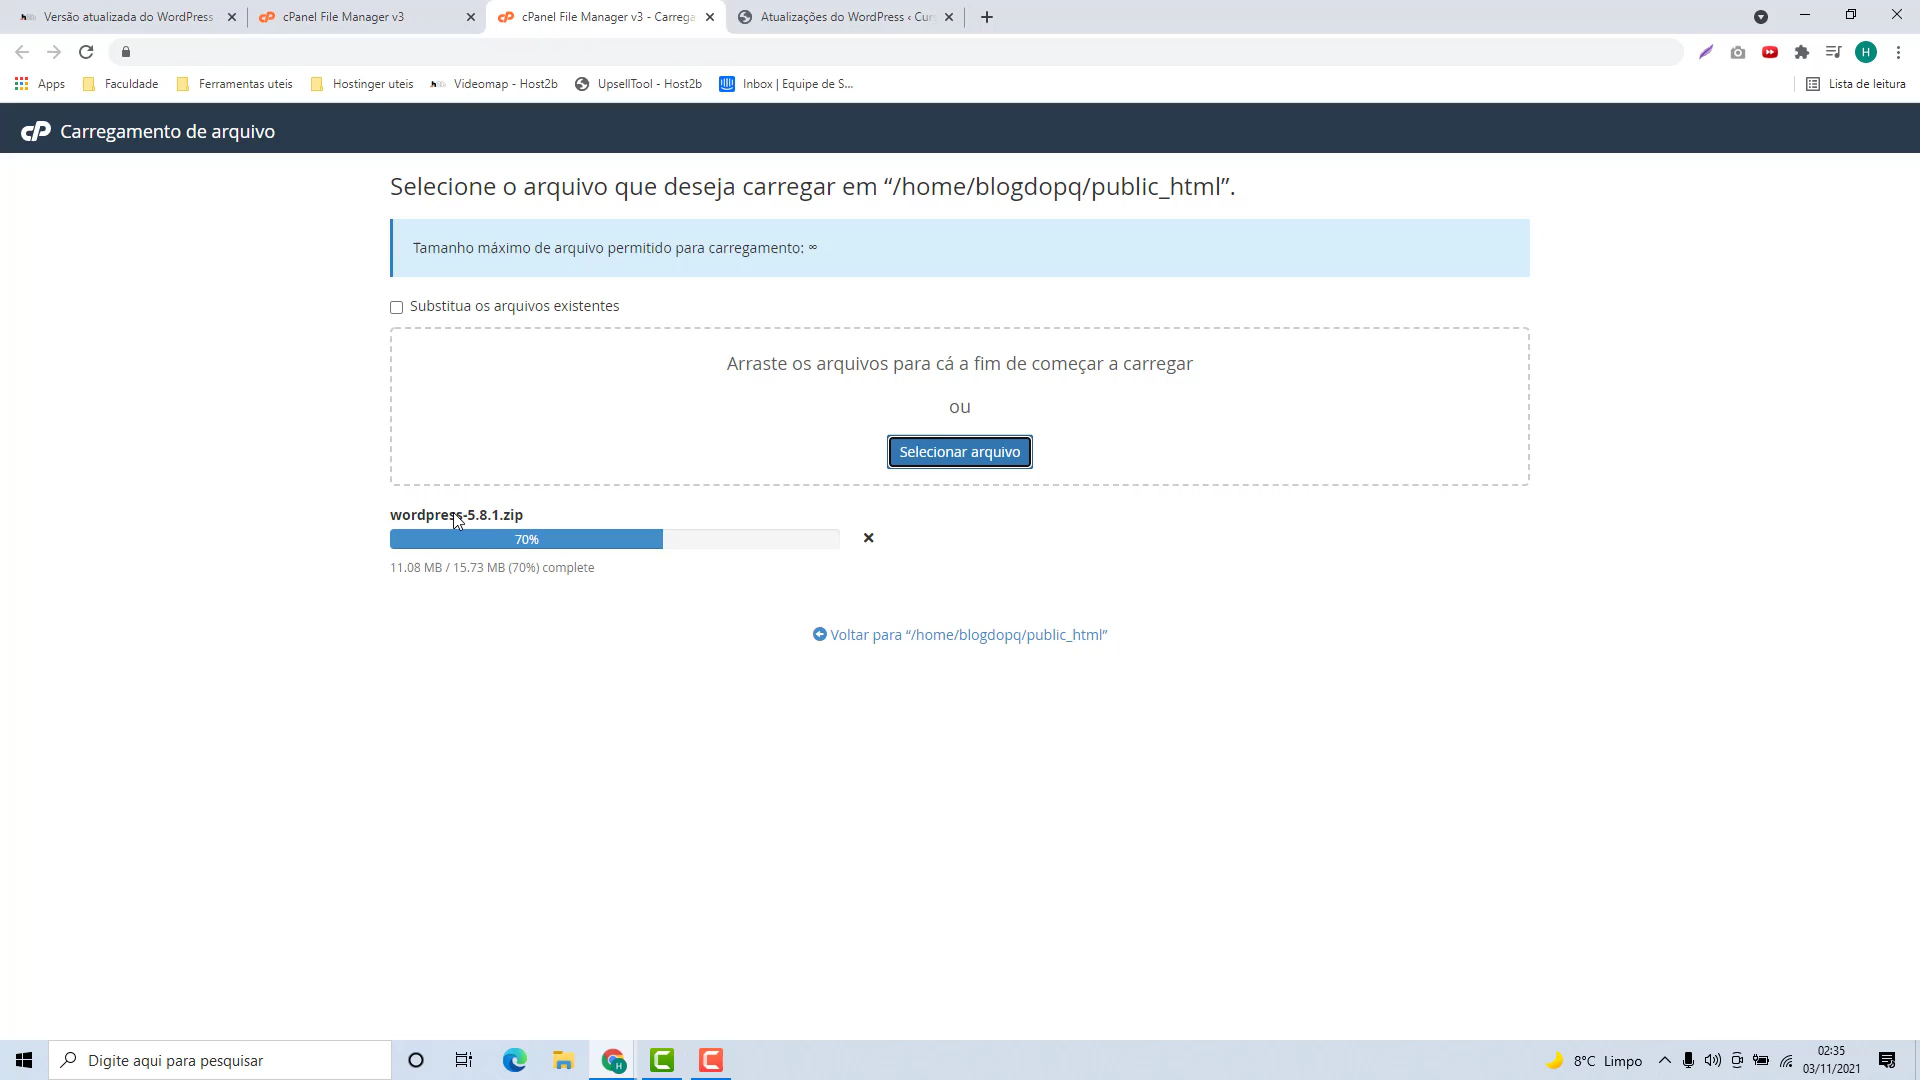 Versão atualizada do WordPress
cPanel File Manager v3
cPanel File Manager v3 - Carrega
Atualizações do WordPress ‹ Cur
H
Apps
Faculdade
Ferramentas uteis
Hostinger uteis
Videomap - Host2b
UpsellTool - Host2b
Inbox | Equipe de S...
Lista de leitura
cP Carregamento de arquivo
Selecione o arquivo que deseja carregar em “/home/blogdopq/public_html”.
Tamanho máximo de arquivo permitido para carregamento: ∞
Substitua os arquivos existentes
Arraste os arquivos para cá a fim de começar a carregar
ou
Selecionar arquivo
wordpress-5.8.1.zip
70%
11.08 MB / 15.73 MB (70%) complete
Voltar para “/home/blogdopq/public_html”
Digite aqui para pesquisar
8°C Limpo
02:35
03/11/2021